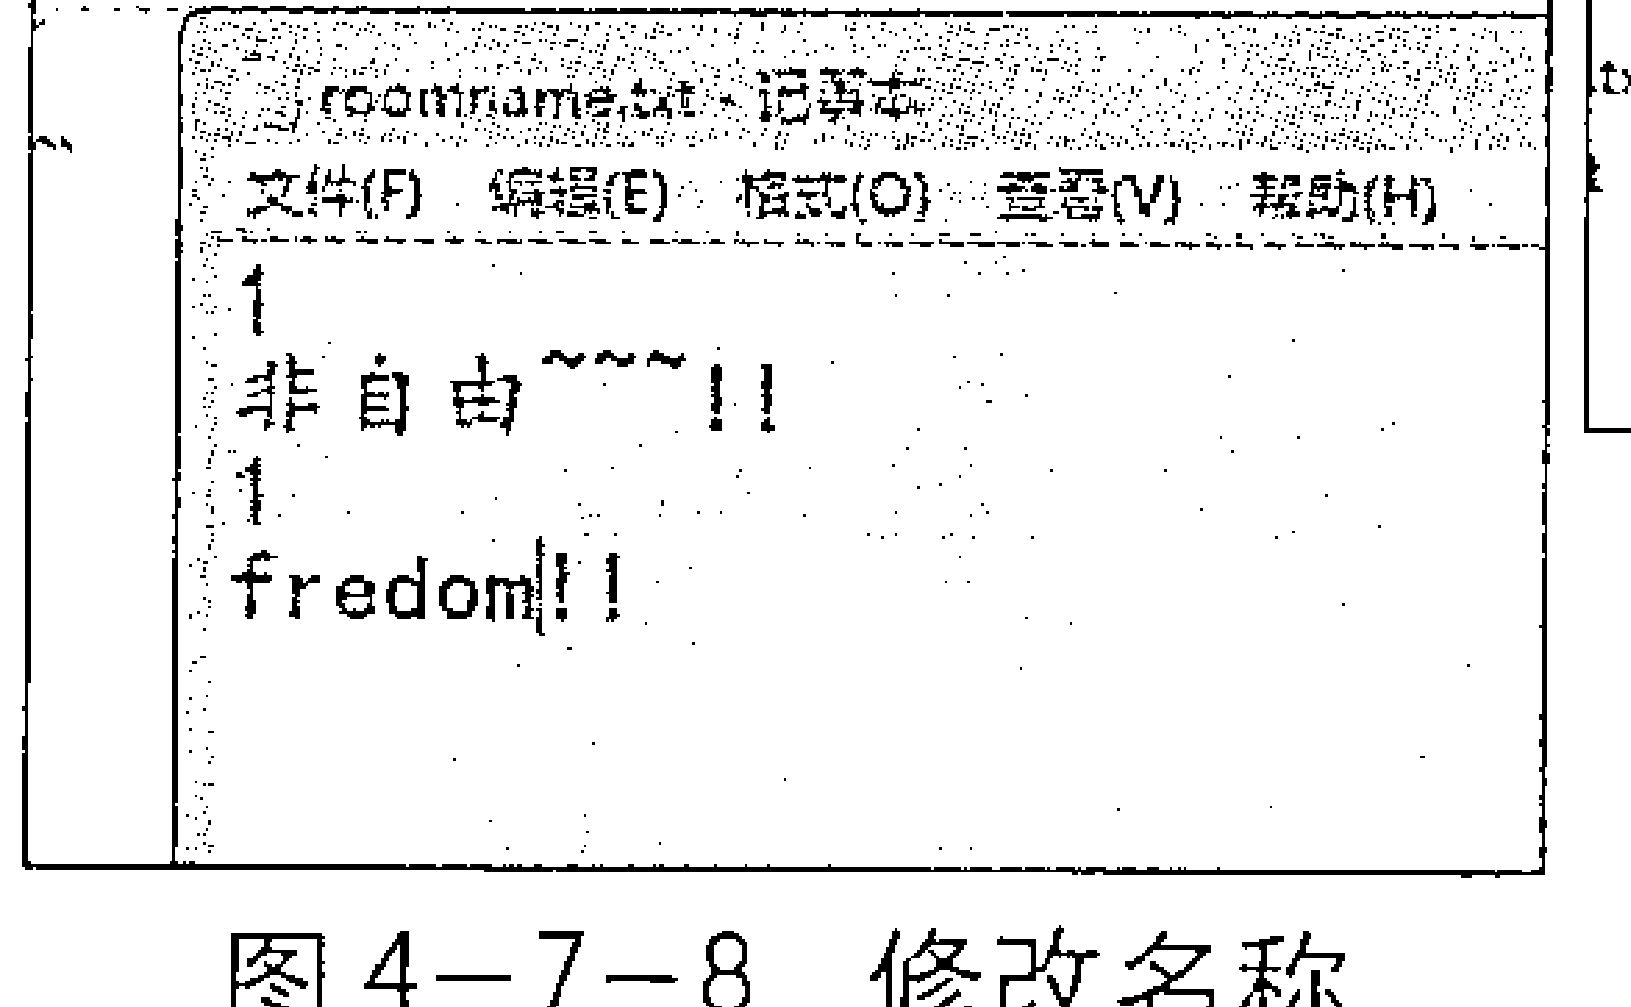 roomname.txt - 记事本
文件(F) 编辑(E) 格式(O) 查看(V) 帮助(H)
1
非自由~~~!!
1
fredom!!
图4-7-8 修改名称